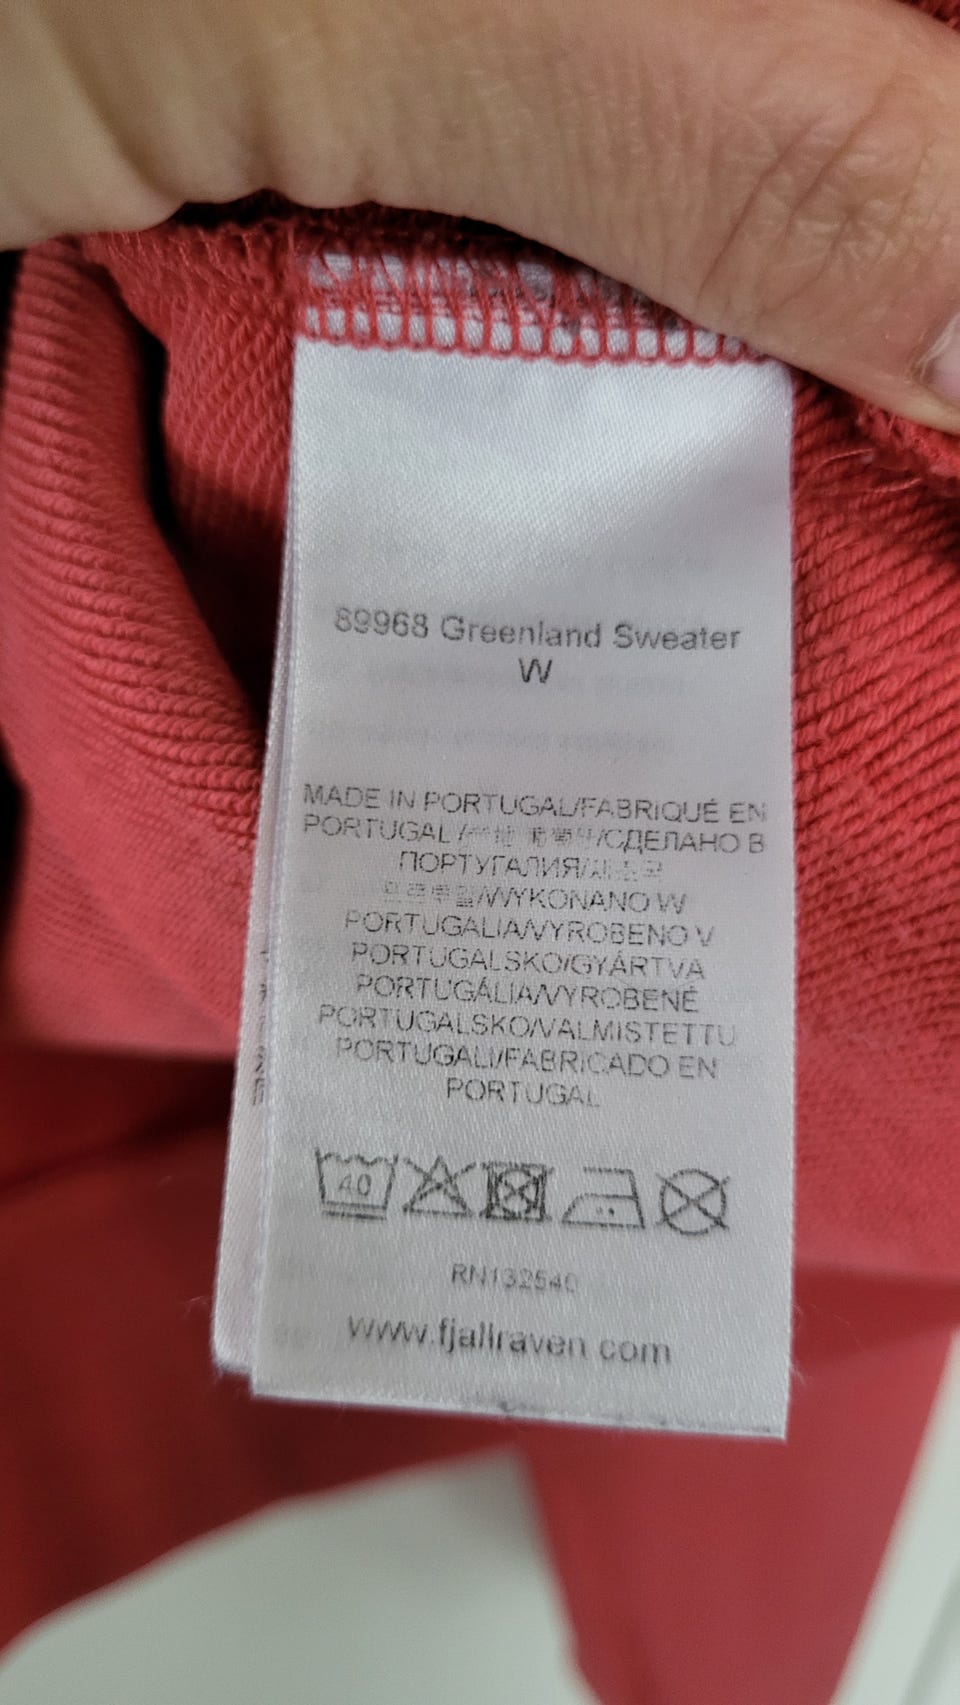 89968 Greenland Sweater
W
MADE IN PORTUGAL/FABRIQUÉ EN
PORTUGAL / /СДЕЛАНО В
ПОРТУГАЛИЯ/
/WYKONANO W
PORTUGALIA/VYROBENO V
PORTUGALSKO/GYÁRTVA
PORTUGÁLIA/VYROBENÉ
PORTUGALSKO/VALMISTETTU
PORTUGALI/FABRICADO EN
PORTUGAL
40
RN132540
www.fjallraven.com